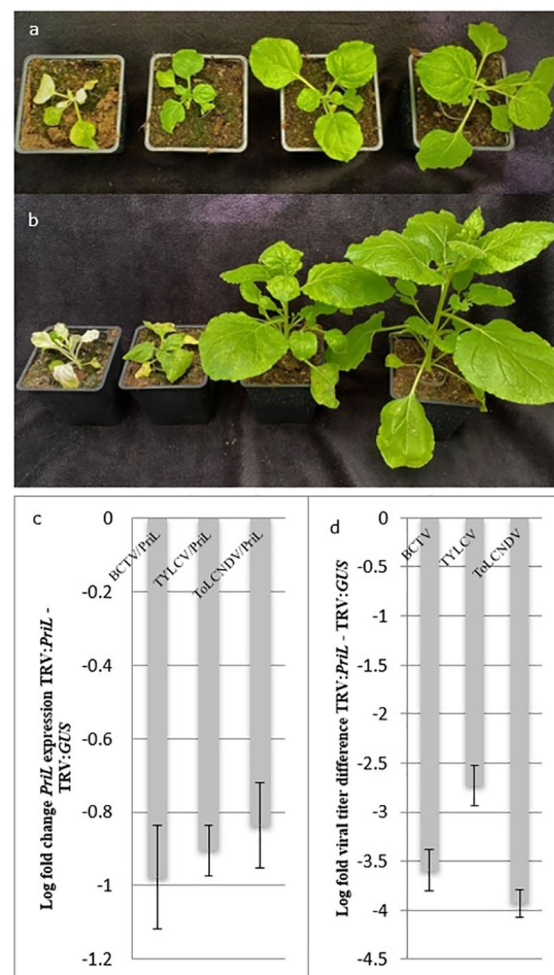 a
b
c
Log fold change PriL expression TRV:PriL -
TRV:GUS
0
-0.2
-0.4
-0.6
-0.8
-1
-1.2
BCTV/PriL
TYLCV/PriL
ToLCNDV/PriL
d
Log fold viral titer difference TRV:PriL - TRV:GUS
0
-0.5
-1
-1.5
-2
-2.5
-3
-3.5
-4
-4.5
BCTV
TYLCV
ToLCNDV